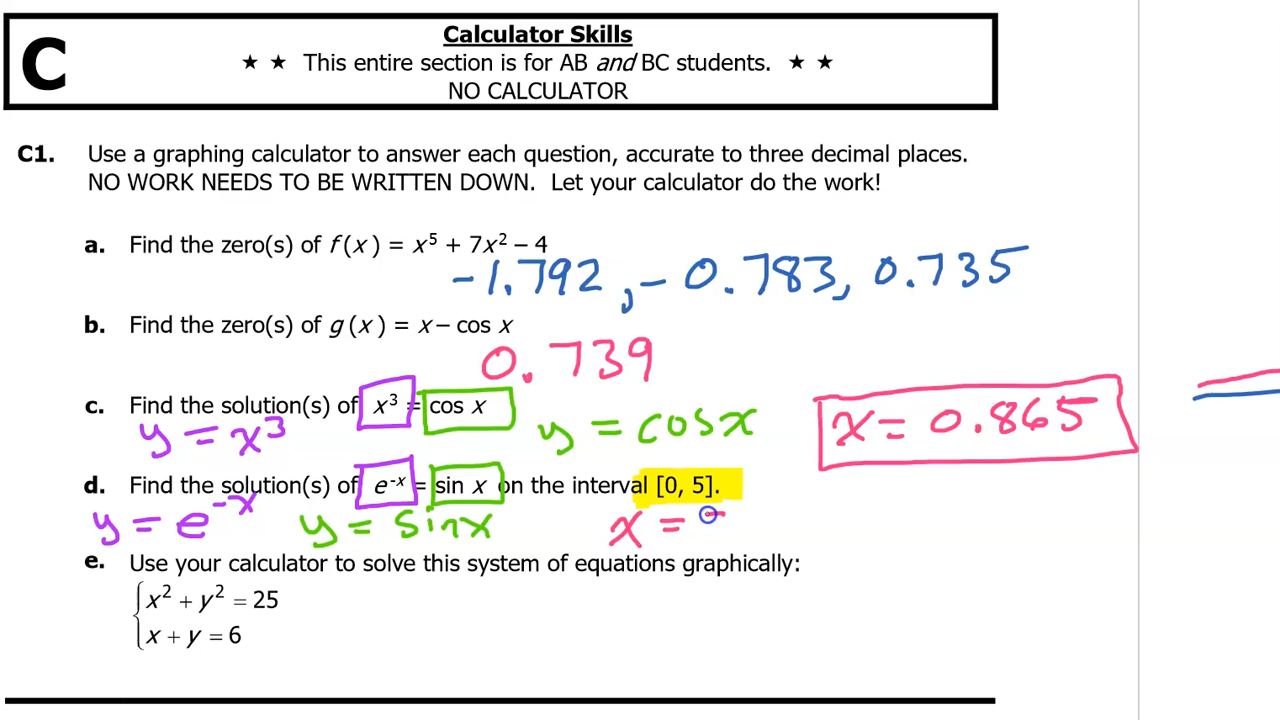 C
Calculator Skills
★ ★ This entire section is for AB and BC students. ★ ★
NO CALCULATOR
C1. Use a graphing calculator to answer each question, accurate to three decimal places.
NO WORK NEEDS TO BE WRITTEN DOWN. Let your calculator do the work!
a. Find the zero(s) of f(x) = x⁵ + 7x² – 4
-1.792, -0.783, 0.735
b. Find the zero(s) of g(x) = x – cos x
0.739
c. Find the solution(s) of x³ = cos x
y = x³ y = cosx x = 0.865
d. Find the solution(s) of e⁻ˣ = sin x on the interval [0, 5].
y = e⁻ˣ y = sinx x =
e. Use your calculator to solve this system of equations graphically:
x² + y² = 25
x + y = 6